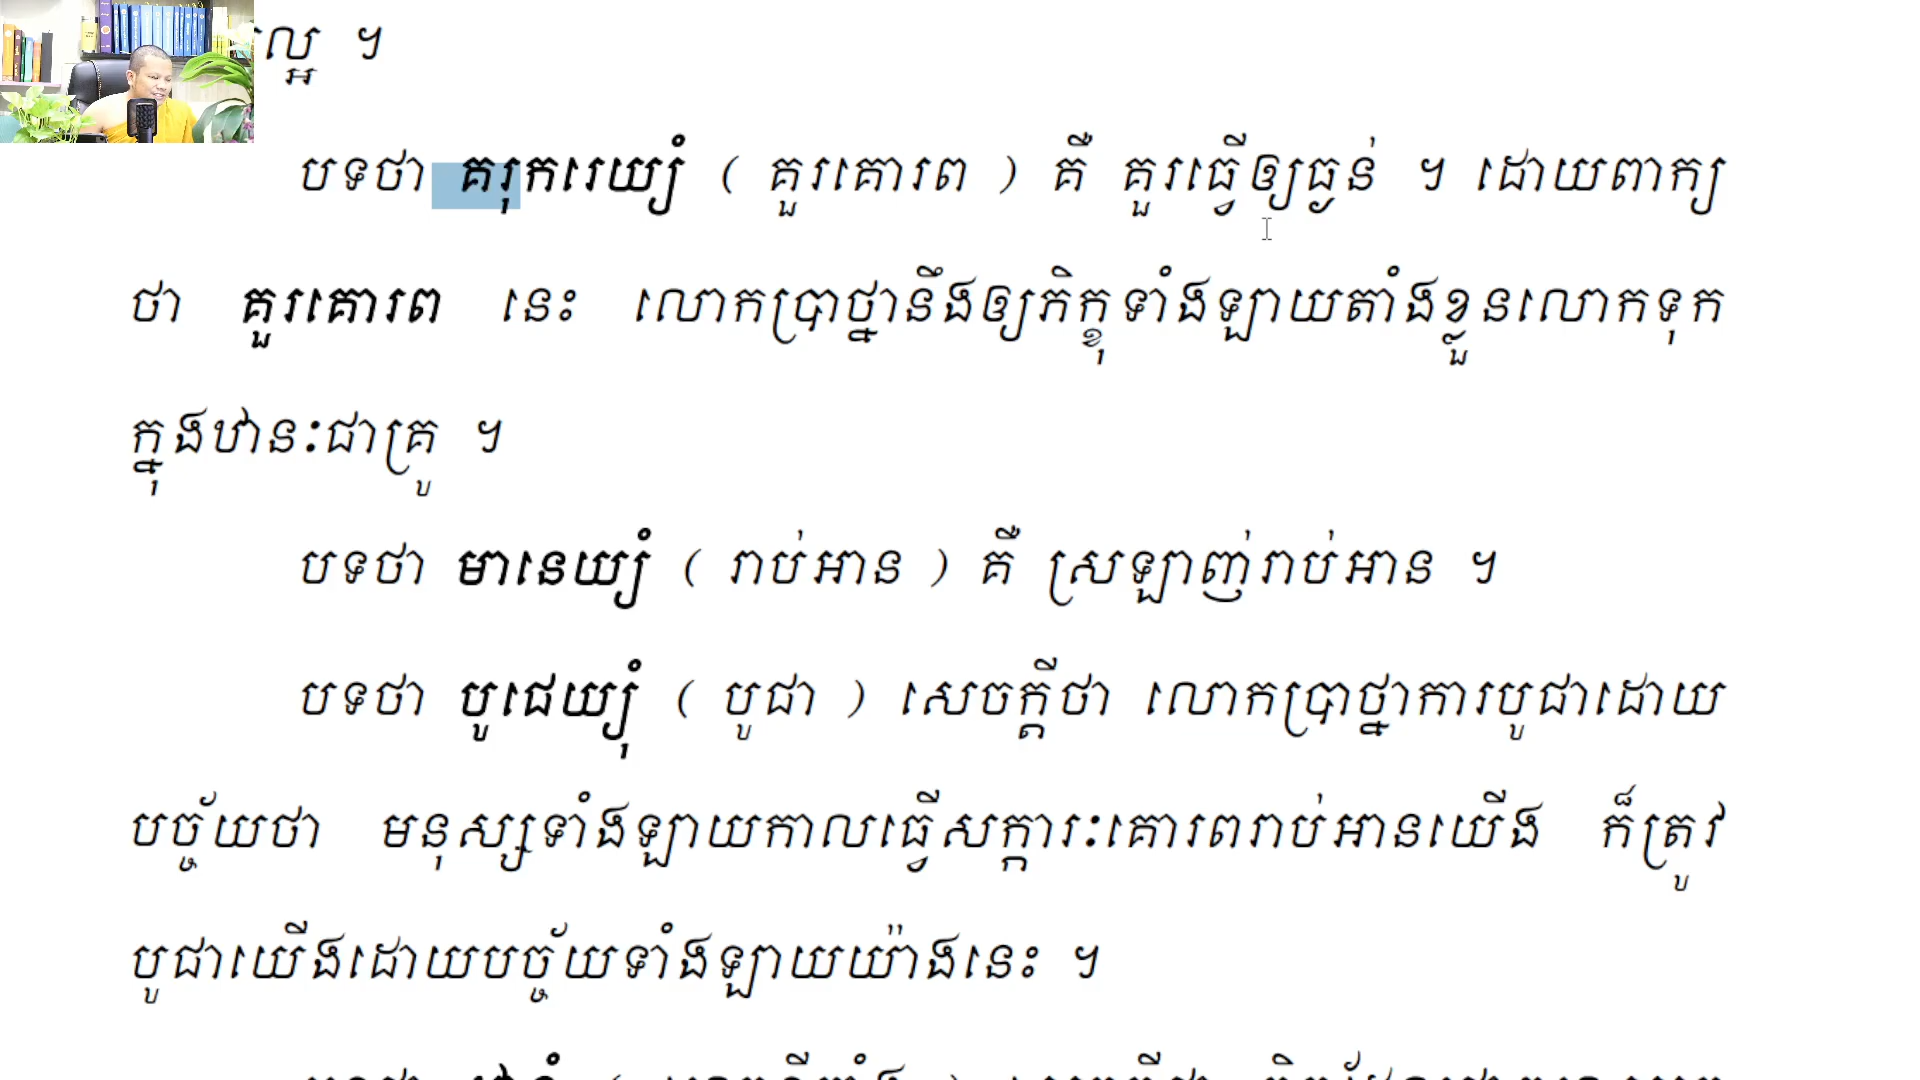 ល្អ ។
បទថា គរុករេយ្យំ ( គួរគោរព ) គឺ គួរធ្វើឲ្យធ្ងន់ ។ ដោយពាក្យ
ថា គួរគោរព នេះ លោកប្រាថ្នានឹងឲ្យភិក្ខុទាំងឡាយតាំងខ្លួនលោកទុក
ក្នុងឋានៈជាគ្រូ ។
បទថា មានេយ្យំ ( រាប់អាន ) គឺ ស្រឡាញ់រាប់អាន ។
បទថា បូជេយ្យុំ ( បូជា ) សេចក្ដីថា លោកប្រាថ្នាការបូជាដោយ
បច្ច័យថា មនុស្សទាំងឡាយកាលធ្វើសក្ការៈគោរពរាប់អានយើង ក៏ត្រូវ
បូជាយើងដោយបច្ច័យទាំងឡាយយ៉ាងនេះ ។